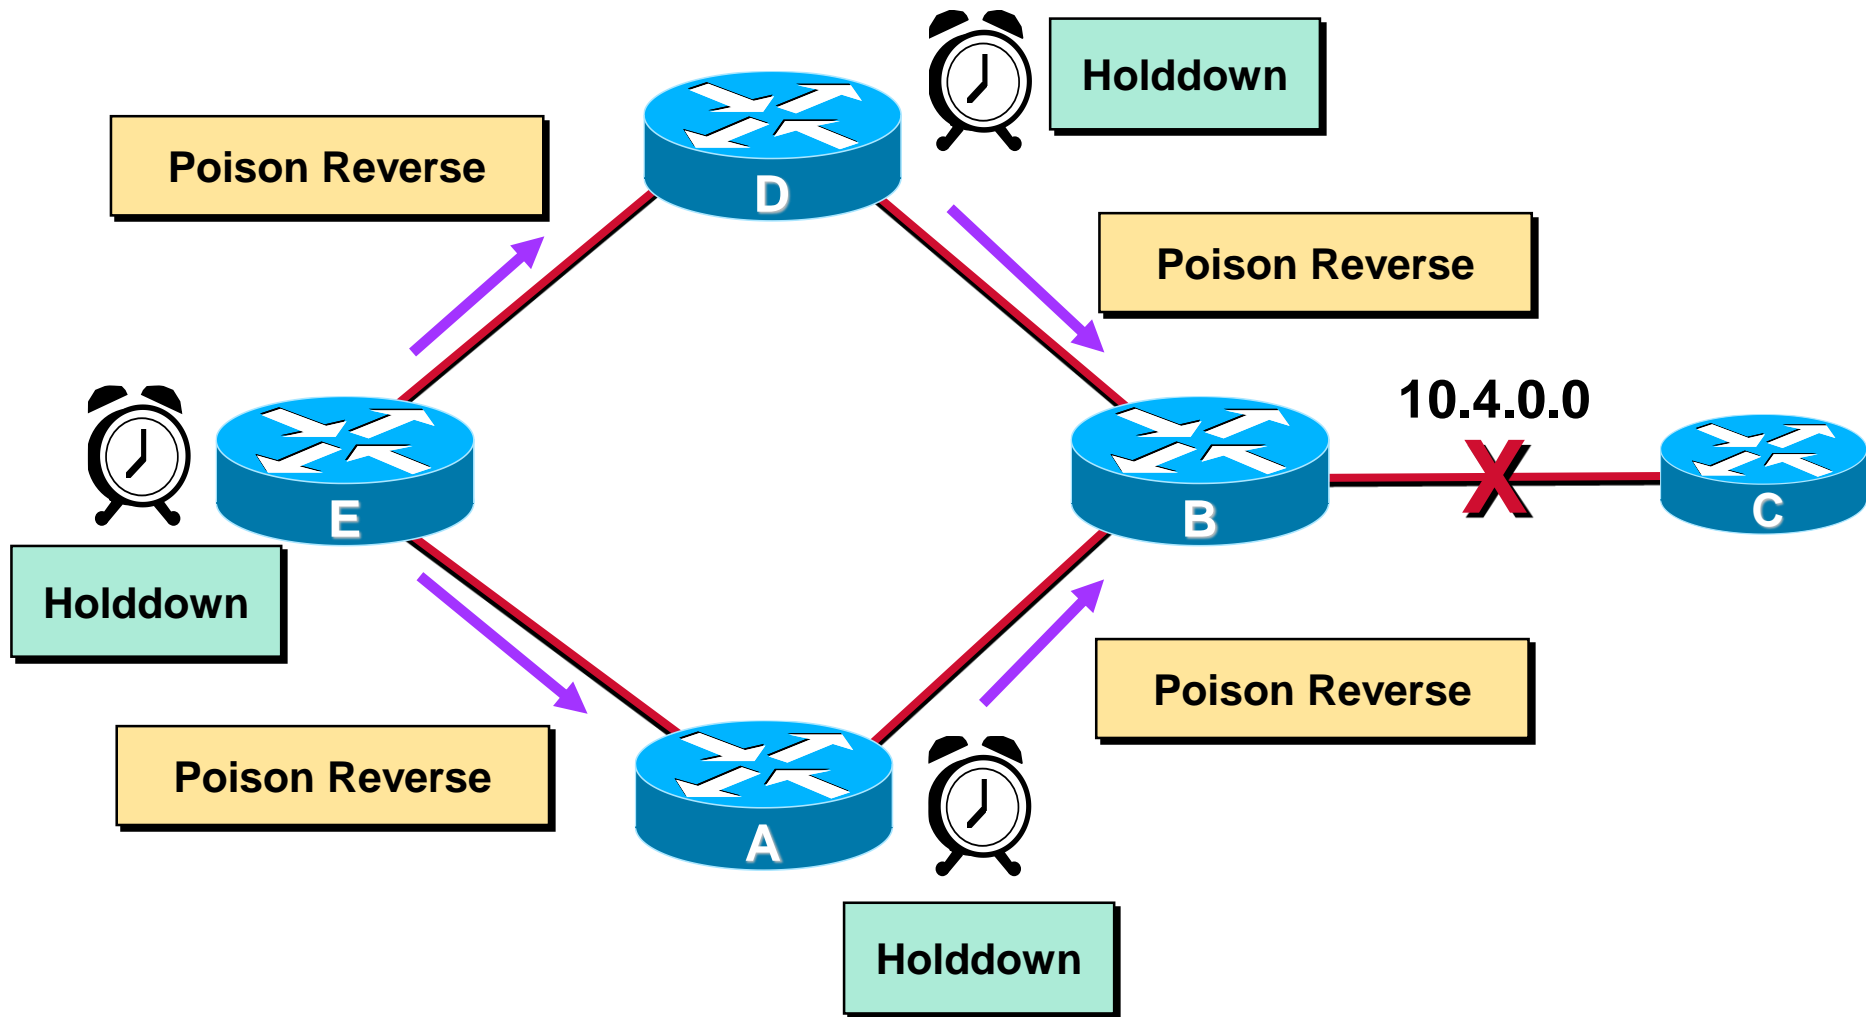 Holddown
Poison Reverse
D
Poison Reverse
10.4.0.0
X
E
B
C
Holddown
Poison Reverse
Poison Reverse
A
Holddown